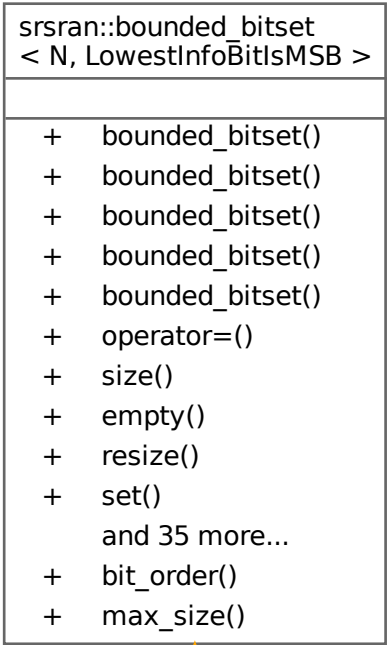 srsran::bounded_bitset
< N, LowestInfoBitIsMSB >
+ bounded_bitset()
+ bounded_bitset()
+ bounded_bitset()
+ bounded_bitset()
+ bounded_bitset()
+ operator=()
+ size()
+ empty()
+ resize()
+ set()
and 35 more...
+ bit_order()
+ max_size()